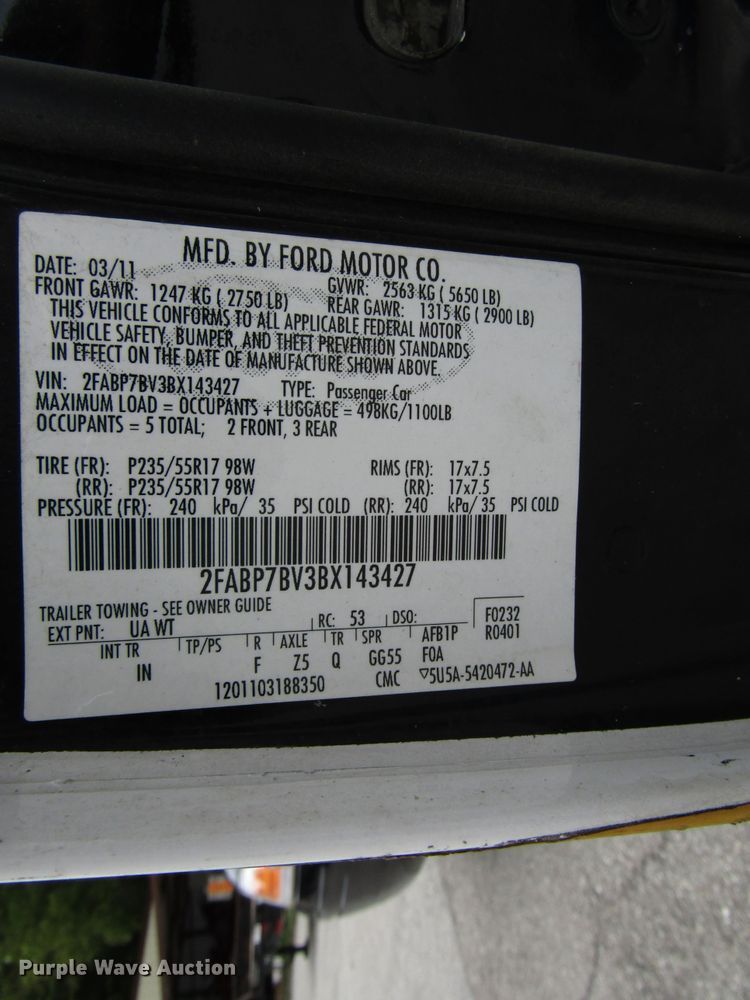 MFD. BY FORD MOTOR CO.
DATE: 03/11 GVWR: 2563 KG ( 5650 LB)
FRONT GAWR: 1247 KG ( 2750 LB) REAR GAWR: 1315 KG ( 2900 LB)
THIS VEHICLE CONFORMS TO ALL APPLICABLE FEDERAL MOTOR
VEHICLE SAFETY, BUMPER, AND THEFT PREVENTION STANDARDS
IN EFFECT ON THE DATE OF MANUFACTURE SHOWN ABOVE.
VIN: 2FABP7BV3BX143427 TYPE: Passenger Car
MAXIMUM LOAD = OCCUPANTS + LUGGAGE = 498KG/1100LB
OCCUPANTS = 5 TOTAL; 2 FRONT, 3 REAR
TIRE (FR): P235/55R17 98W RIMS (FR): 17x7.5
(RR): P235/55R17 98W (RR): 17x7.5
PRESSURE (FR): 240 kPa/ 35 PSI COLD (RR): 240 kPa/ 35 PSI COLD
2FABP7BV3BX143427
TRAILER TOWING - SEE OWNER GUIDE
EXT PNT: UA WT RC: 53 DSO: F0232
INT TR TP/PS R AXLE TR SPR AFB1P R0401
IN F Z5 Q GG55 F0A
1201103188350 CMC ▽5U5A-5420472-AA
Purple Wave Auction